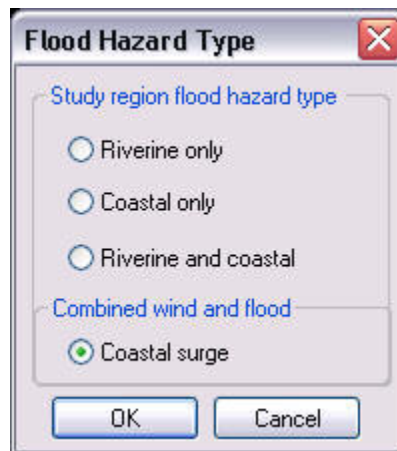 Flood Hazard Type
Study region flood hazard type
Riverine only
Coastal only
Riverine and coastal
Combined wind and flood
Coastal surge
OK Cancel